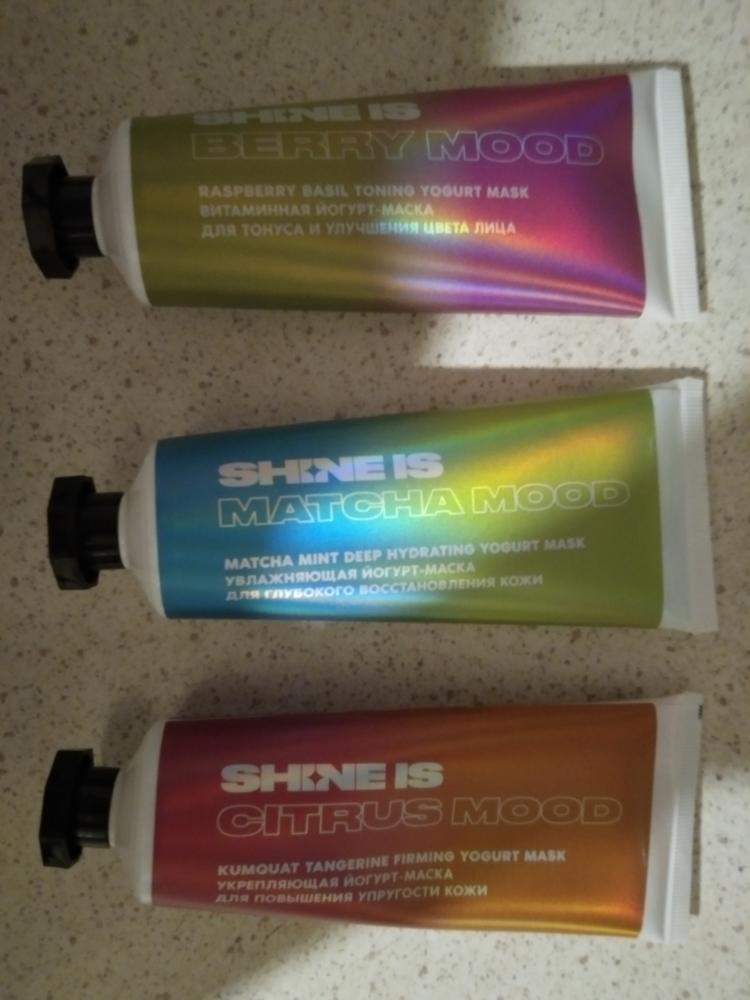 SHINE IS
BERRY MOOD
RASPBERRY BASIL TONING YOGURT MASK
ВИТАМИННАЯ ЙОГУРТ-МАСКА
ДЛЯ ТОНУСА И УЛУЧШЕНИЯ ЦВЕТА ЛИЦА
SHINE IS
MATCHA MOOD
MATCHA MINT DEEP HYDRATING YOGURT MASK
УВЛАЖНЯЮЩАЯ ЙОГУРТ-МАСКА
ДЛЯ ГЛУБОКОГО ВОССТАНОВЛЕНИЯ КОЖИ
SHINE IS
CITRUS MOOD
KUMQUAT TANGERINE FIRMING YOGURT MASK
УКРЕПЛЯЮЩАЯ ЙОГУРТ-МАСКА
ДЛЯ ПОВЫШЕНИЯ УПРУГОСТИ КОЖИ